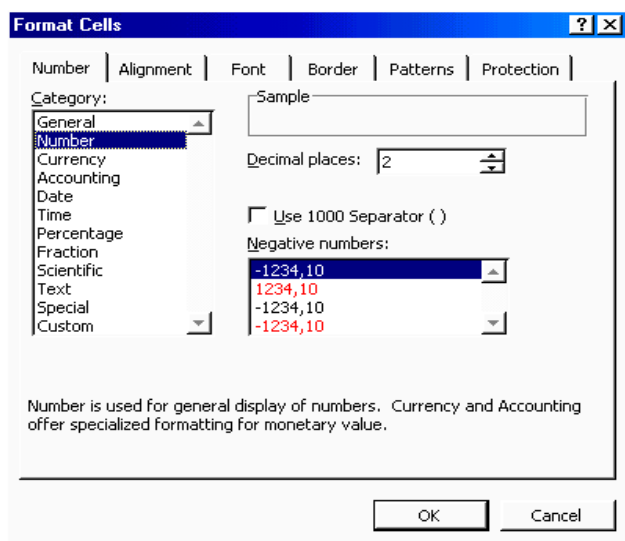 Format Cells
Number Alignment Font Border Patterns Protection
Category:
General
Number
Currency
Accounting
Date
Time
Percentage
Fraction
Scientific
Text
Special
Custom
Sample
Decimal places: 2
Use 1000 Separator ( )
Negative numbers:
-1234,10
1234,10
-1234,10
-1234,10
Number is used for general display of numbers. Currency and Accounting
offer specialized formatting for monetary value.
OK Cancel